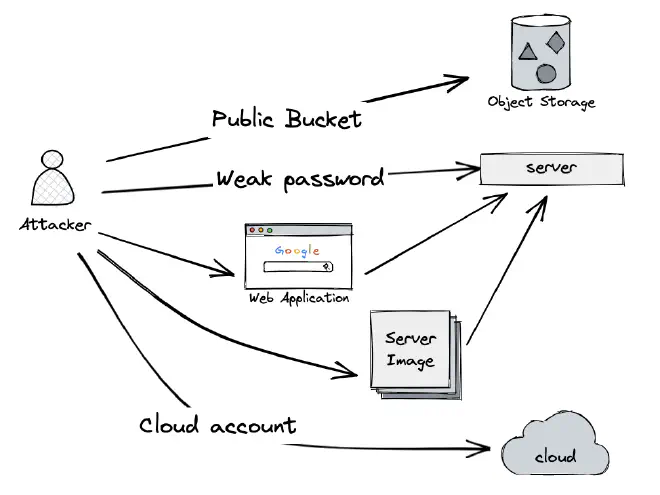 Object Storage
Public Bucket
Weak password
server
Attacker
Google
Web Application
Server
Image
Cloud account
cloud